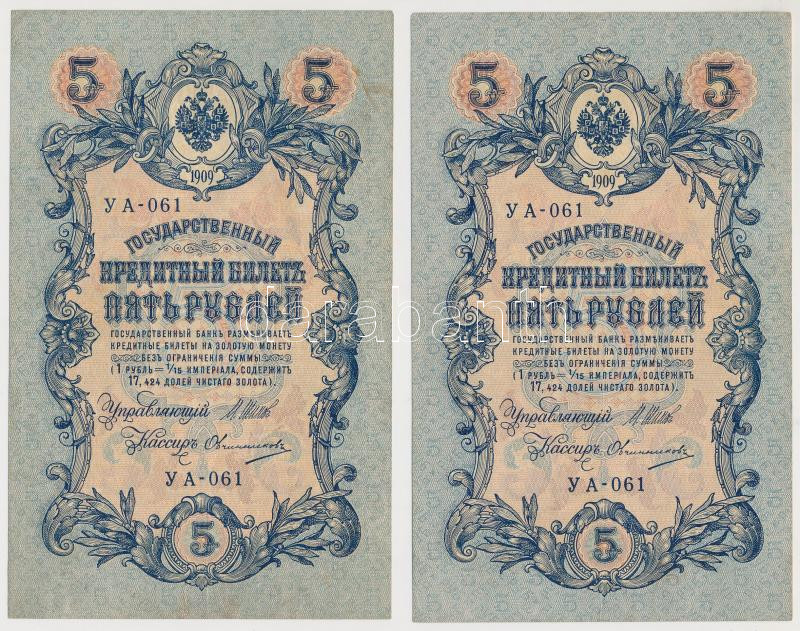 5 5
1909
УА-061
ГОСУДАРСТВЕННЫЙ
КРЕДИТНЫЙ БИЛЕТЪ
ПЯТЬ РУБЛЕЙ
ГОСУДАРСТВЕННЫЙ БАНКЪ РАЗМѢНИВАЕТЪ
КРЕДИТНЫЕ БИЛЕТЫ НА ЗОЛОТУЮ МОНЕТУ
БЕЗЪ ОГРАНИЧЕНІЯ СУММЫ
(1 РУБЛЬ = 1/15 ИМПЕРІАЛА, СОДЕРЖИТЪ
17,424 ДОЛЕЙ ЧИСТАГО ЗОЛОТА).
Управляющій
Кассиръ Овчинниковъ
УА-061
5
5 5
1909
УА-061
ГОСУДАРСТВЕННЫЙ
КРЕДИТНЫЙ БИЛЕТЪ
ПЯТЬ РУБЛЕЙ
ГОСУДАРСТВЕННЫЙ БАНКЪ РАЗМѢНИВАЕТЪ
КРЕДИТНЫЕ БИЛЕТЫ НА ЗОЛОТУЮ МОНЕТУ
БЕЗЪ ОГРАНИЧЕНІЯ СУММЫ
(1 РУБЛЬ = 1/15 ИМПЕРІАЛА, СОДЕРЖИТЪ
17,424 ДОЛЕЙ ЧИСТАГО ЗОЛОТА).
Управляющій
Кассиръ Овчинниковъ
УА-061
5
darabanth